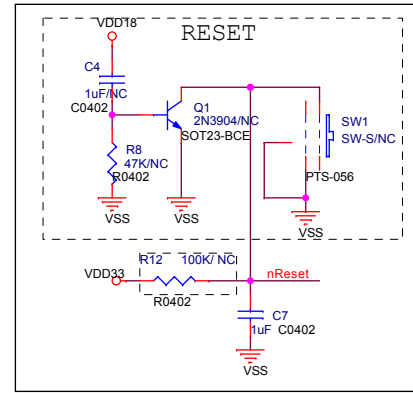 VDD18
RESET
C4
1uF/NC
C0402
Q1
2N3904/NC
SOT23-BCE
SW1
SW-S/NC
R8
47K/NC
R0402
PTS-056
VSS
VSS
VSS
R12 100K/ NC
VDD33
nReset
R0402
C7
1uF C0402
VSS